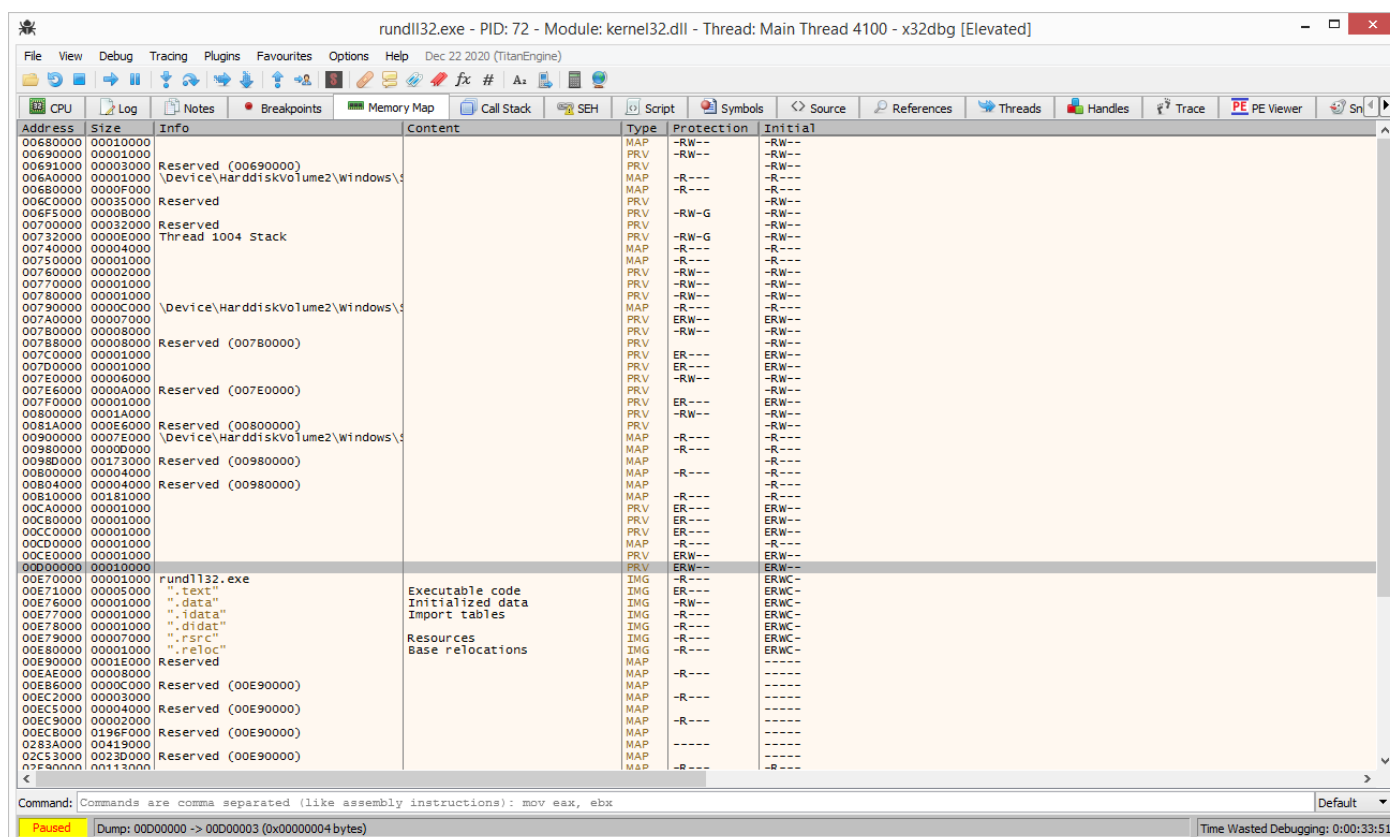 rundll32.exe - PID: 72 - Module: kernel32.dll - Thread: Main Thread 4100 - x32dbg [Elevated]
File View Debug Tracing Plugins Favourites Options Help Dec 22 2020 (TitanEngine)
CPU Log Notes Breakpoints Memory Map Call Stack SEH Script Symbols Source References Threads Handles Trace PE Viewer Sn
Address Size Info Content Type Protection Initial
00680000 00010000 MAP -RW-- -RW--
00690000 00001000 PRV -RW-- -RW--
00691000 00003000 Reserved (00690000) PRV -RW--
006A0000 00001000 \Device\HarddiskVolume2\Windows\S MAP -R--- -R---
006B0000 0000F000 MAP -R--- -R---
006C0000 00035000 Reserved PRV -RW--
006F5000 0000B000 PRV -RW-G -RW--
00700000 00032000 Reserved PRV -RW--
00732000 0000E000 Thread 1004 Stack PRV -RW-G -RW--
00740000 00004000 MAP -R--- -R---
00750000 00001000 MAP -R--- -R---
00760000 00002000 PRV -RW-- -RW--
00770000 00001000 PRV -RW-- -RW--
00780000 00001000 PRV -RW-- -RW--
00790000 0000C000 \Device\HarddiskVolume2\Windows\S MAP -R--- -R---
007A0000 00007000 PRV ERW-- ERW--
007B0000 00008000 PRV -RW-- -RW--
007B8000 00008000 Reserved (007B0000) PRV -RW--
007C0000 00001000 PRV ER--- ERW--
007D0000 00001000 PRV ER--- ERW--
007E0000 00006000 PRV -RW-- -RW--
007E6000 0000A000 Reserved (007E0000) PRV -RW--
007F0000 00001000 PRV ER--- ERW--
00800000 0001A000 PRV -RW-- -RW--
0081A000 000E6000 Reserved (00800000) PRV -RW--
00900000 0007E000 \Device\HarddiskVolume2\Windows\S MAP -R--- -R---
00980000 0000D000 MAP -R--- -R---
0098D000 00173000 Reserved (00980000) MAP -R---
00B00000 00004000 MAP -R--- -R---
00B04000 00004000 Reserved (00980000) MAP -R---
00B10000 00181000 MAP -R--- -R---
00CA0000 00001000 PRV ER--- ERW--
00CB0000 00001000 PRV ER--- ERW--
00CC0000 00001000 PRV ER--- ERW--
00CD0000 00001000 MAP -R--- -R---
00CE0000 00001000 PRV ERW-- ERW--
00D00000 00010000 PRV ERW-- ERW--
00E70000 00001000 rundll32.exe IMG -R--- ERWC-
00E71000 00005000 ".text" Executable code IMG ER--- ERWC-
00E76000 00001000 ".data" Initialized data IMG -RW-- ERWC-
00E77000 00001000 ".idata" Import tables IMG -R--- ERWC-
00E78000 00001000 ".didat" IMG -R--- ERWC-
00E79000 00007000 ".rsrc" Resources IMG -R--- ERWC-
00E80000 00001000 ".reloc" Base relocations IMG -R--- ERWC-
00E90000 0001E000 Reserved MAP -----
00EAE000 00008000 MAP -R--- -----
00EB6000 0000C000 Reserved (00E90000) MAP -----
00EC2000 00003000 MAP -R--- -----
00EC5000 00004000 Reserved (00E90000) MAP -----
00EC9000 00002000 MAP -R--- -----
00ECB000 0196F000 Reserved (00E90000) MAP -----
0283A000 00419000 MAP ----- -----
02C53000 0023D000 Reserved (00E90000) MAP -----
02E90000 00113000 MAP -R--- -R---
Command: Commands are comma separated (like assembly instructions): mov eax, ebx Default
Paused Dump: 00D00000 -> 00D00003 (0x00000004 bytes) Time Wasted Debugging: 0:00:33:51